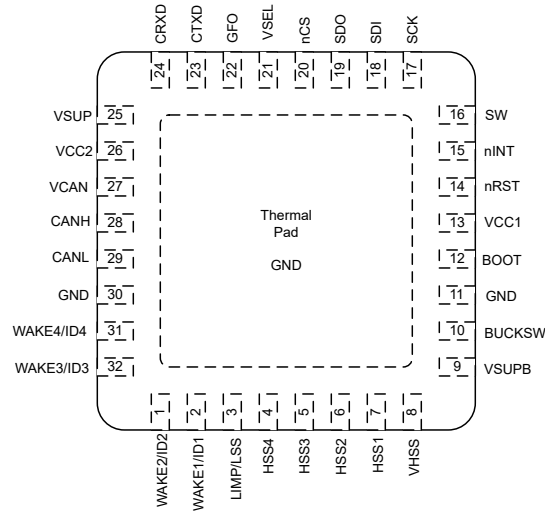 CRXD
CTXD
GFO
VSEL
nCS
SDO
SDI
SCK
24
23
22
21
20
19
18
17
VSUP 25
VCC2 26
VCAN 27
CANH 28
CANL 29
GND 30
WAKE4/ID4 31
WAKE3/ID3 32
Thermal
Pad
GND
16 SW
15 nINT
14 nRST
13 VCC1
12 BOOT
11 GND
10 BUCKSW
9 VSUPB
1
2
3
4
5
6
7
8
WAKE2/ID2
WAKE1/ID1
LIMP/LSS
HSS4
HSS3
HSS2
HSS1
VHSS